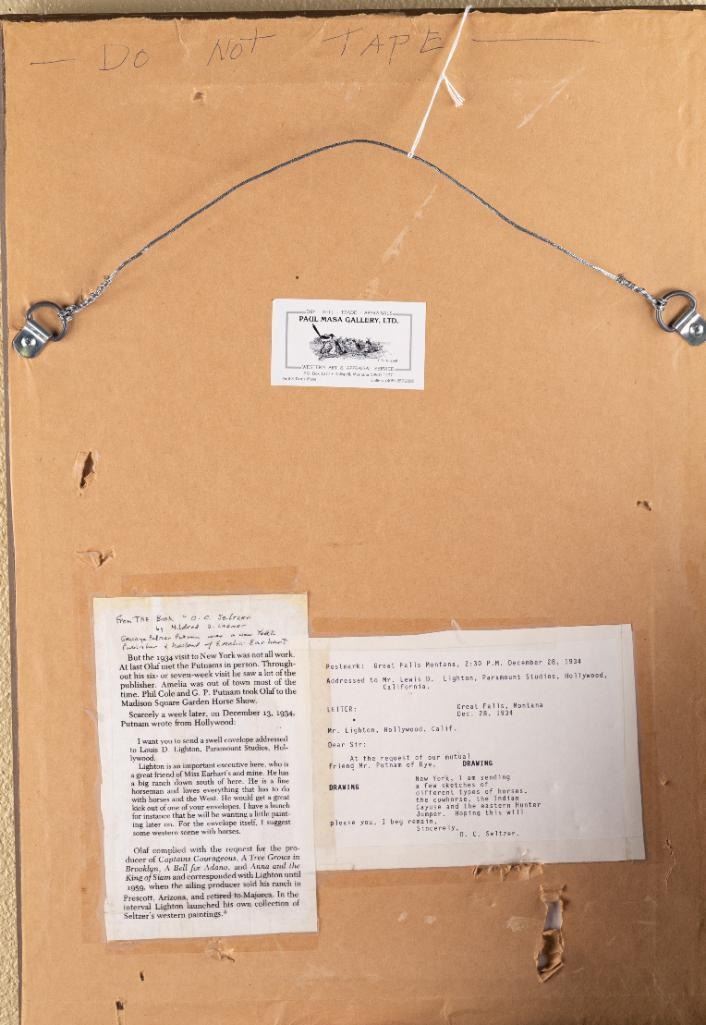 — DO NOT TAPE —
PAUL MASA GALLERY, LTD.
WESTERN ART & APPRAISAL SERVICE
From THE Book "O. C. Seltzer
by Mildred D. Ladner
George Palmer Putnam was a New York
Publisher & husband of Amelia Earhart
But the 1934 visit to New York was not all work.
At last Olaf met the Putnams in person. Through-
out his six- or seven-week visit he saw a lot of the
publisher. Amelia was out of town most of the
time. Phil Cole and G. P. Putnam took Olaf to the
Madison Square Garden Horse Show.
Scarcely a week later, on December 13, 1934,
Putnam wrote from Hollywood:
I want you to send a swell envelope addressed
to Louis D. Lighton, Paramount Studios, Hol-
lywood.
Lighton is an important executive here, who is
a great friend of Miss Earhart's and mine. He has
a big ranch down south of here. He is a fine
horseman and loves everything that has to do
with horses and the West. He would get a great
kick out of one of your envelopes. I have a hunch
for instance that he will be wanting a little paint-
ing later on. For the envelope itself, I suggest
some western scene with horses.
Olaf complied with the request for the pro-
ducer of Captains Courageous, A Tree Grows in
Brooklyn, A Bell for Adano, and Anna and the
King of Siam and corresponded with Lighton until
1959, when the ailing producer sold his ranch in
Prescott, Arizona, and retired to Majorca. In the
interval Lighton launched his own collection of
Seltzer's western paintings.
Postmark: Great Falls Montana, 2:30 P.M. December 28, 1934
Addressed to Mr. Lewis D. Lighton, Paramount Studios, Hollywood,
California.
LETTER: Great Falls, Montana
Dec. 28, 1934
Mr. Lighton, Hollywood, Calif.
Dear Sir:
At the request of our mutual
friend Mr. Putnam of Rye, DRAWING
New York, I am sending
DRAWING a few sketches of
different types of horses,
the cowhorse, the Indian
Cayuse and the eastern Hunter
Jumper. Hoping this will
please you, I beg remain,
Sincerely,
O. C. Seltzer.